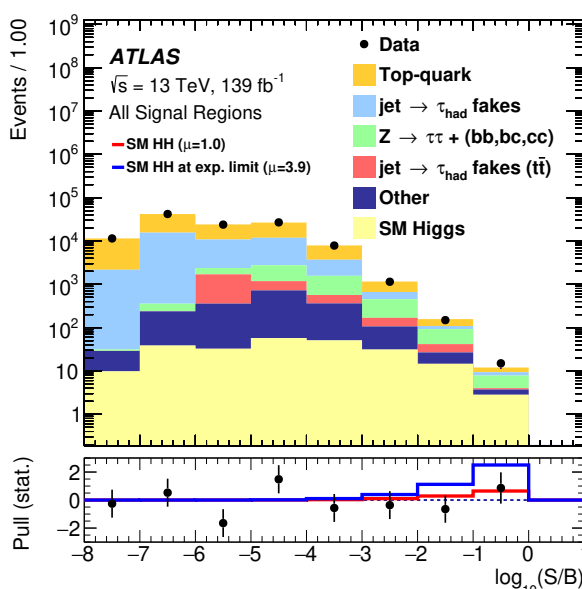 Events / 1.00
10⁹
10⁸
10⁷
10⁶
10⁵
10⁴
10³
10²
10
1
ATLAS
√s = 13 TeV, 139 fb⁻¹
All Signal Regions
SM HH (μ=1.0)
SM HH at exp. limit (μ=3.9)
Data
Top-quark
jet → τhad fakes
Z → ττ + (bb,bc,cc)
jet → τhad fakes (tt̄)
Other
SM Higgs
Pull (stat.)
2
0
−2
−8 −7 −6 −5 −4 −3 −2 −1 0 1
log₁₀(S/B)